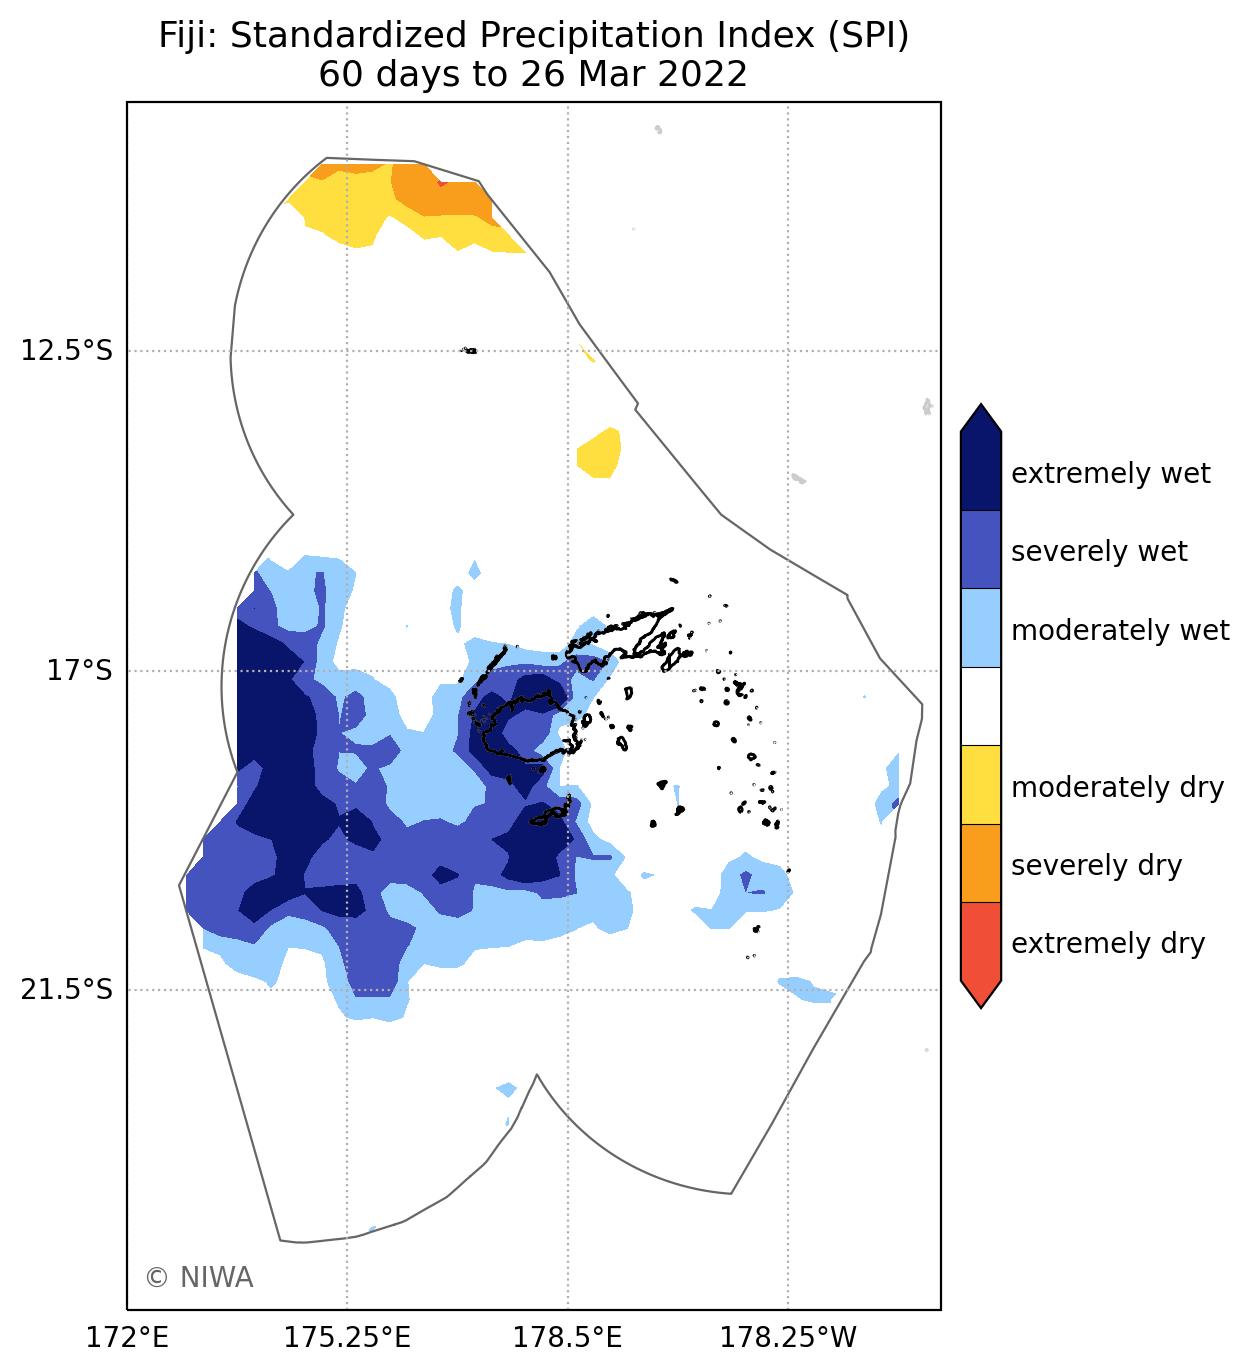 Fiji: Standardized Precipitation Index (SPI)
60 days to 26 Mar 2022
12.5°S
17°S
21.5°S
172°E
175.25°E
178.5°E
178.25°W
extremely wet
severely wet
moderately wet
moderately dry
severely dry
extremely dry
© NIWA